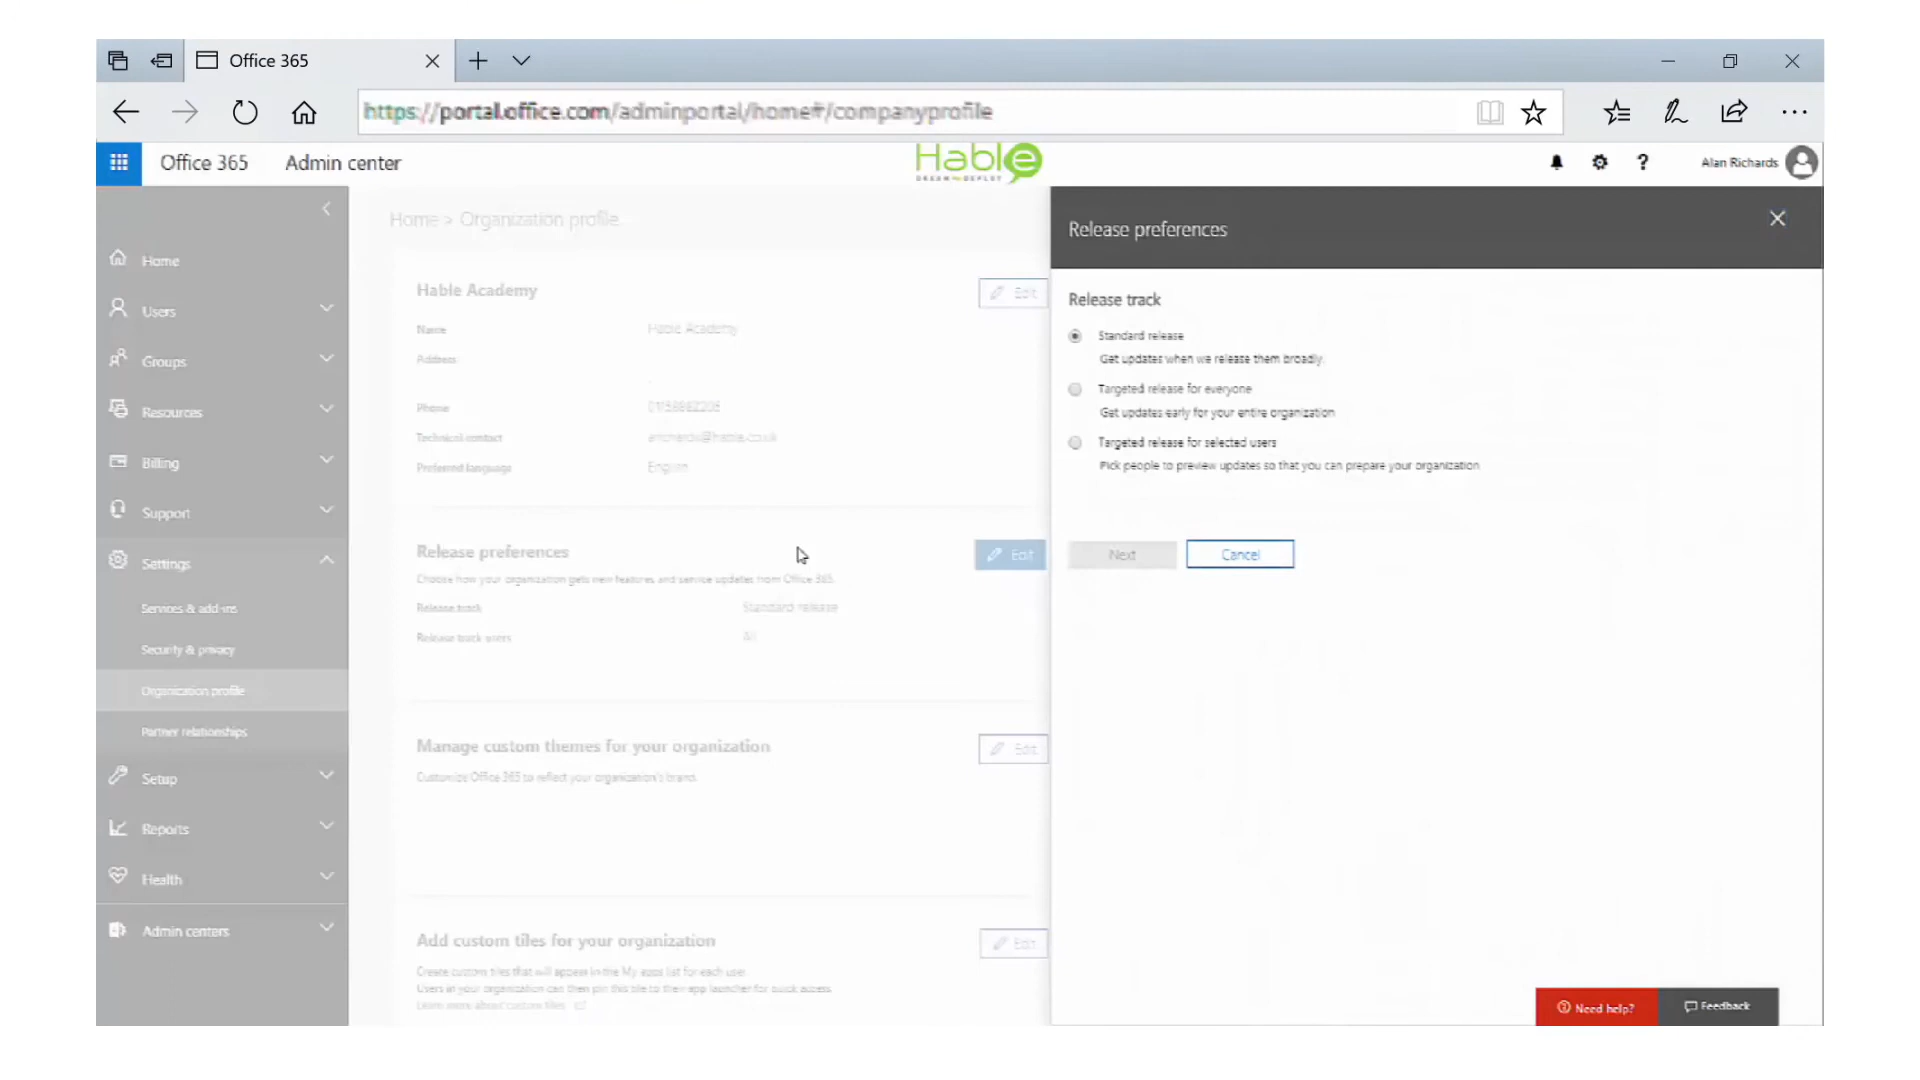 Office 365
https://portal.office.com/adminportal/home#/companyprofile
Office 365 Admin center
Hable
DREAM DEPLOY
? Alan Richards
Home > Organization profile
Release preferences
Home
Users
Groups
Resources
Billing
Support
Settings
Services & add-ins
Security & privacy
Organization profile
Partner relationships
Setup
Reports
Health
Admin centers
Hable Academy
Edit
Name Hable Academy
Address
Phone
Technical contact
Preferred language English
Release preferences
Edit
Choose how your organization gets new features and service updates from Office 365.
Release track Standard release
Release track users All
Manage custom themes for your organization
Edit
Customize Office 365 to reflect your organization's brand.
Add custom tiles for your organization
Edit
Create custom tiles that will appear in the My apps list for each user.
Users in your organization can then pin this tile to their app launcher for quick access.
Learn more about custom tiles
Release track
Standard release
Get updates when we release them broadly.
Targeted release for everyone
Get updates early for your entire organization
Targeted release for selected users
Pick people to preview updates so that you can prepare your organization
Next
Cancel
Need help?
Feedback